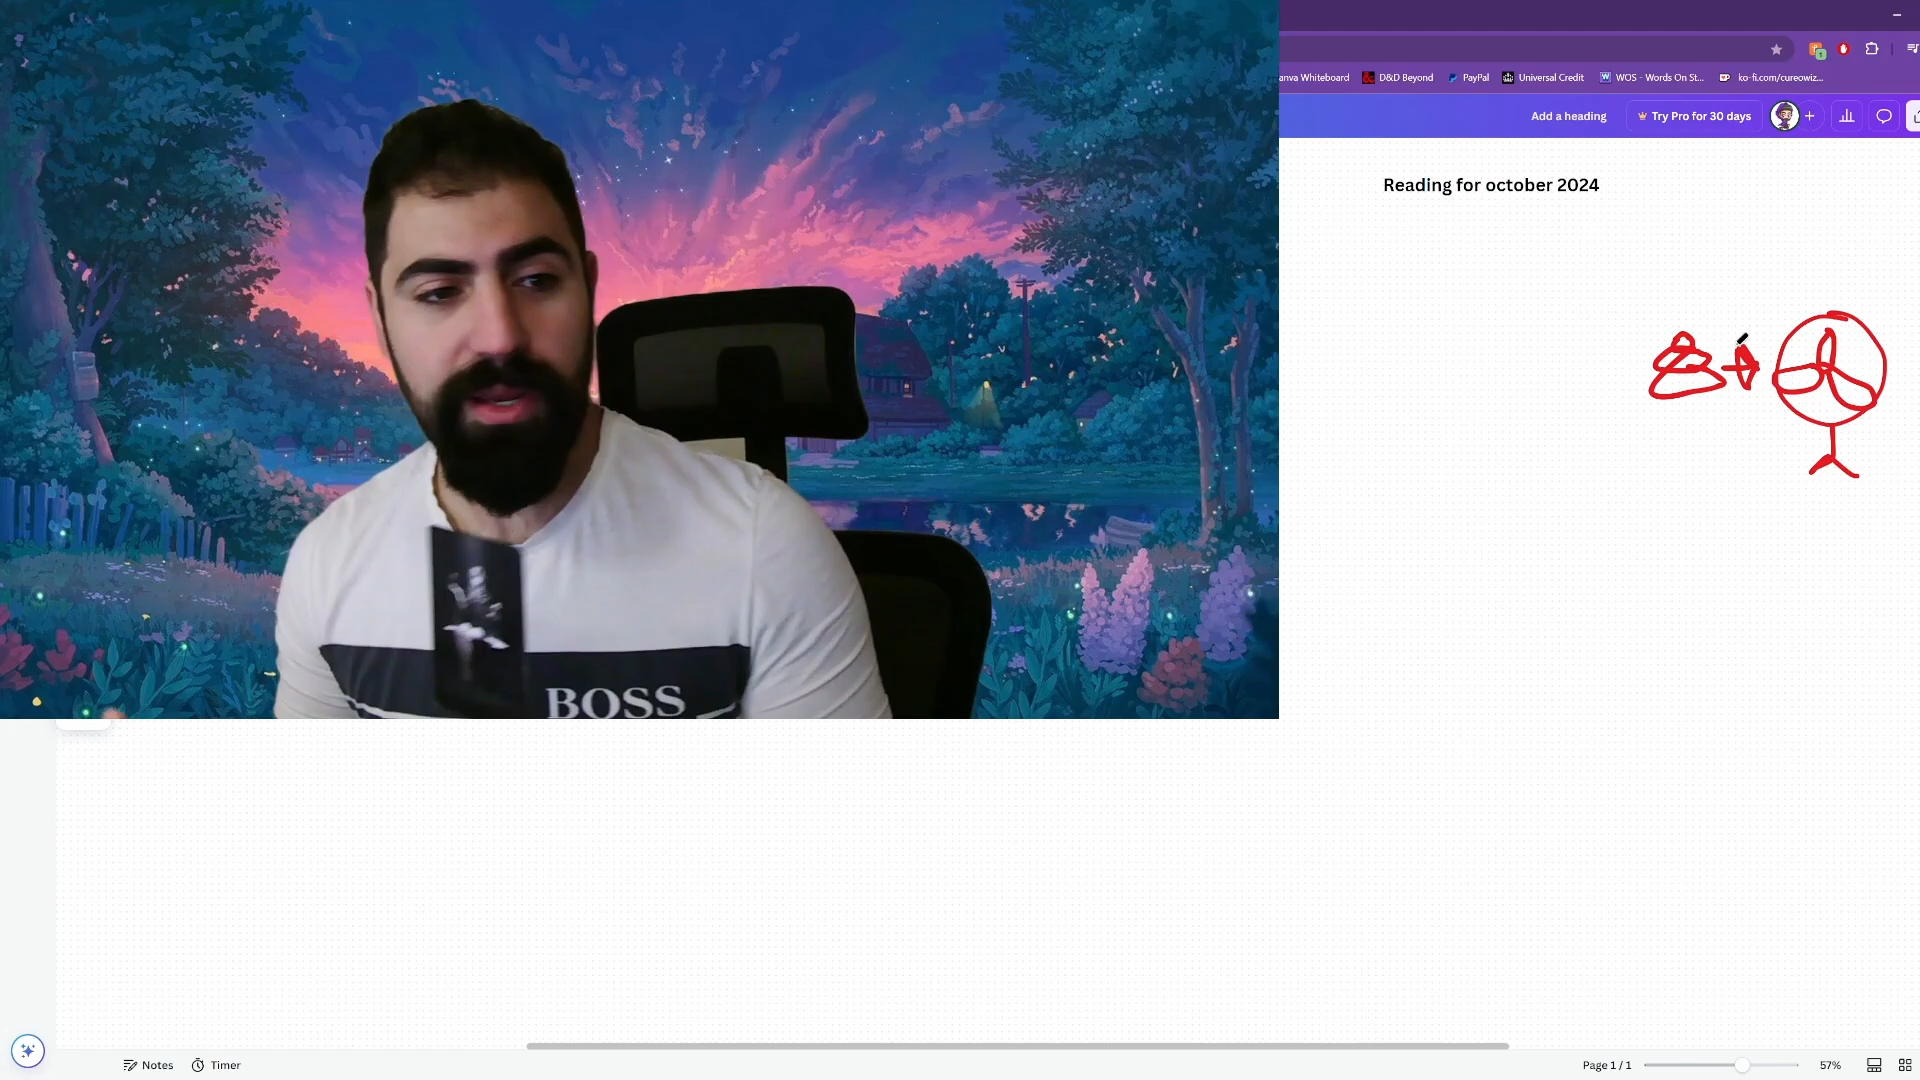 anva Whiteboard D&D Beyond PayPal Universal Credit WOS - Words On St... ko-fi.com/cureowiz...
Add a heading Try Pro for 30 days
Reading for october 2024
BOSS
Notes Timer Page 1 / 1 57%